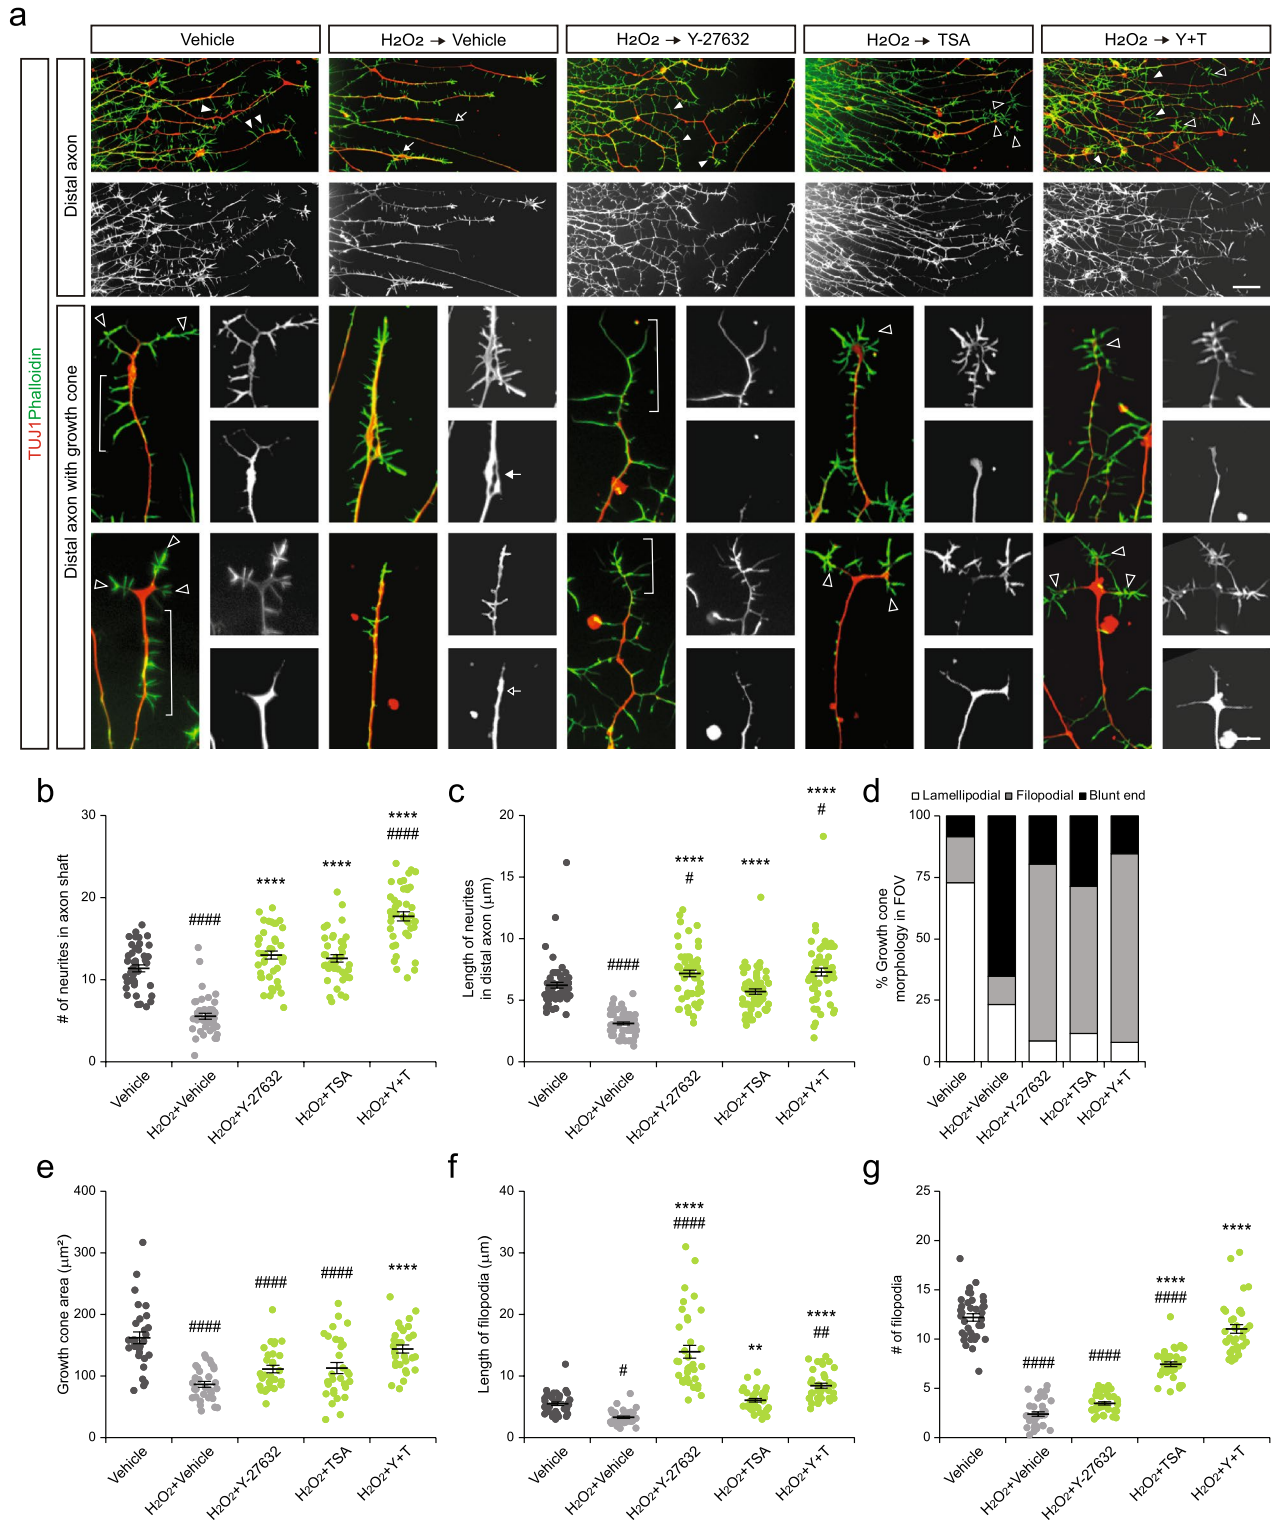 a
Vehicle
H2O2 → Vehicle
H2O2 → Y-27632
H2O2 → TSA
H2O2 → Y+T
TUJ1Phalloidin
Distal axon
Distal axon with growth cone
b
# of neurites in axon shaft
30
20
10
0
####
****
****
****
####
Vehicle
H2O2+Vehicle
H2O2+Y-27632
H2O2+TSA
H2O2+Y+T
c
Length of neurites
in distal axon (μm)
20
15
10
5
0
####
****
#
****
****
#
Vehicle
H2O2+Vehicle
H2O2+Y-27632
H2O2+TSA
H2O2+Y+T
d
Lamellipodial Filopodial Blunt end
% Growth cone
morphology in FOV
100
75
50
25
0
Vehicle
H2O2+Vehicle
H2O2+Y-27632
H2O2+TSA
H2O2+Y+T
e
Growth cone area (μm²)
400
300
200
100
0
####
####
####
****
Vehicle
H2O2+Vehicle
H2O2+Y-27632
H2O2+TSA
H2O2+Y+T
f
Length of filopodia (μm)
40
30
20
10
0
#
****
####
**
****
##
Vehicle
H2O2+Vehicle
H2O2+Y-27632
H2O2+TSA
H2O2+Y+T
g
# of filopodia
25
20
15
10
5
0
####
####
****
####
****
Vehicle
H2O2+Vehicle
H2O2+Y-27632
H2O2+TSA
H2O2+Y+T